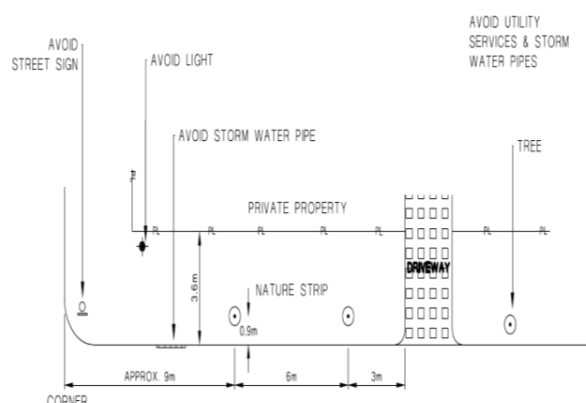 AVOID
STREET SIGN
AVOID LIGHT
AVOID UTILITY
SERVICES & STORM
WATER PIPES
AVOID STORM WATER PIPE
TREE
PL
PRIVATE PROPERTY
PL PL PL PL PL PL PL
DRIVEWAY
3.6m
NATURE STRIP
0.9m
APPROX. 9m
6m
3m
CORNER